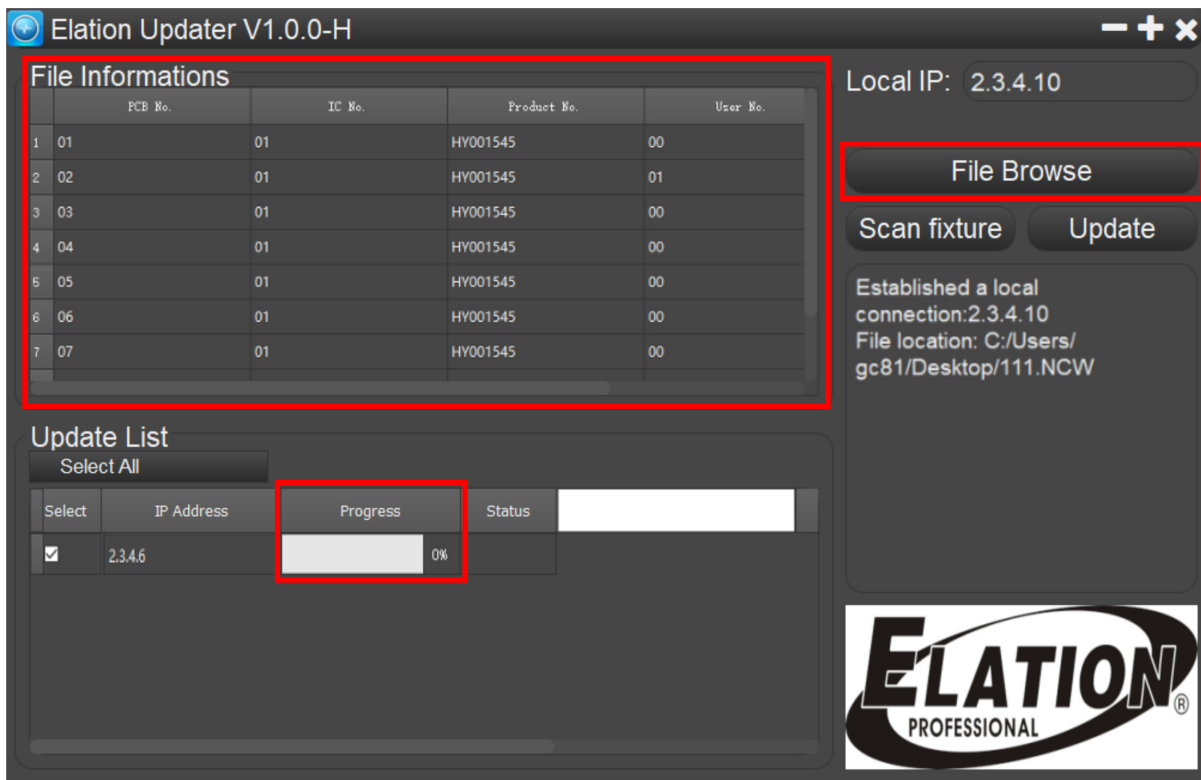 Elation Updater V1.0.0-H
File Informations
PCB No. IC No. Product No. User No.
1 01 01 HY001545 00
2 02 01 HY001545 01
3 03 01 HY001545 00
4 04 01 HY001545 00
5 05 01 HY001545 00
6 06 01 HY001545 00
7 07 01 HY001545 00
Local IP: 2.3.4.10
File Browse
Scan fixture Update
Established a local
connection:2.3.4.10
File location: C:/Users/
gc81/Desktop/111.NCW
Update List
Select All
Select IP Address Progress Status
2.3.4.6 0%
ELATION®
PROFESSIONAL